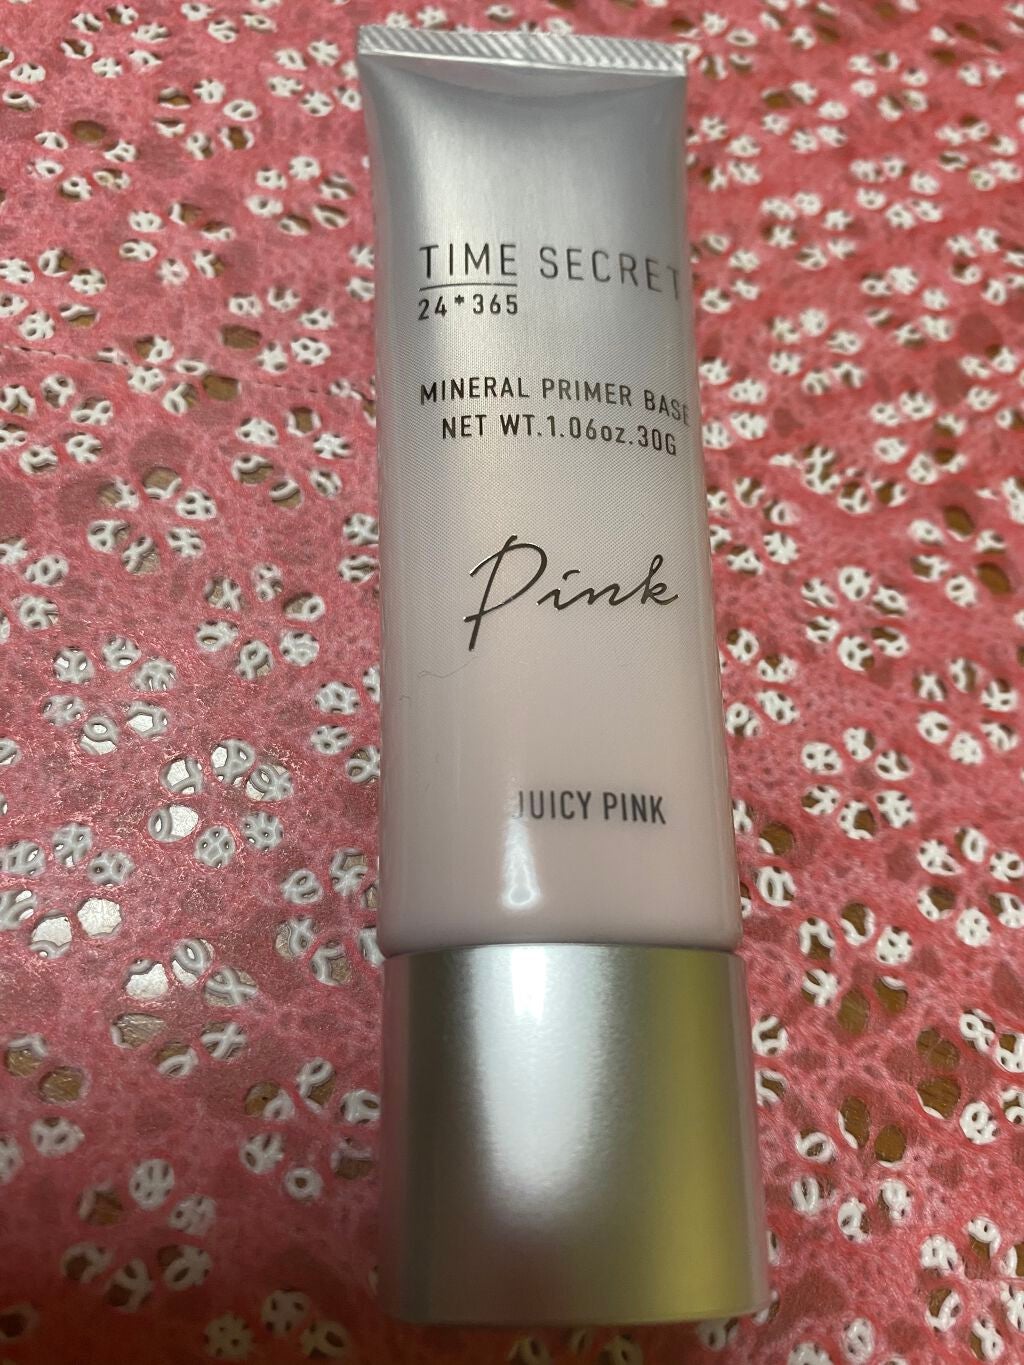 TIME SECRET
24*365
MINERAL PRIMER BASE
NET WT.1.06oz.30G
Pink
JUICY PINK